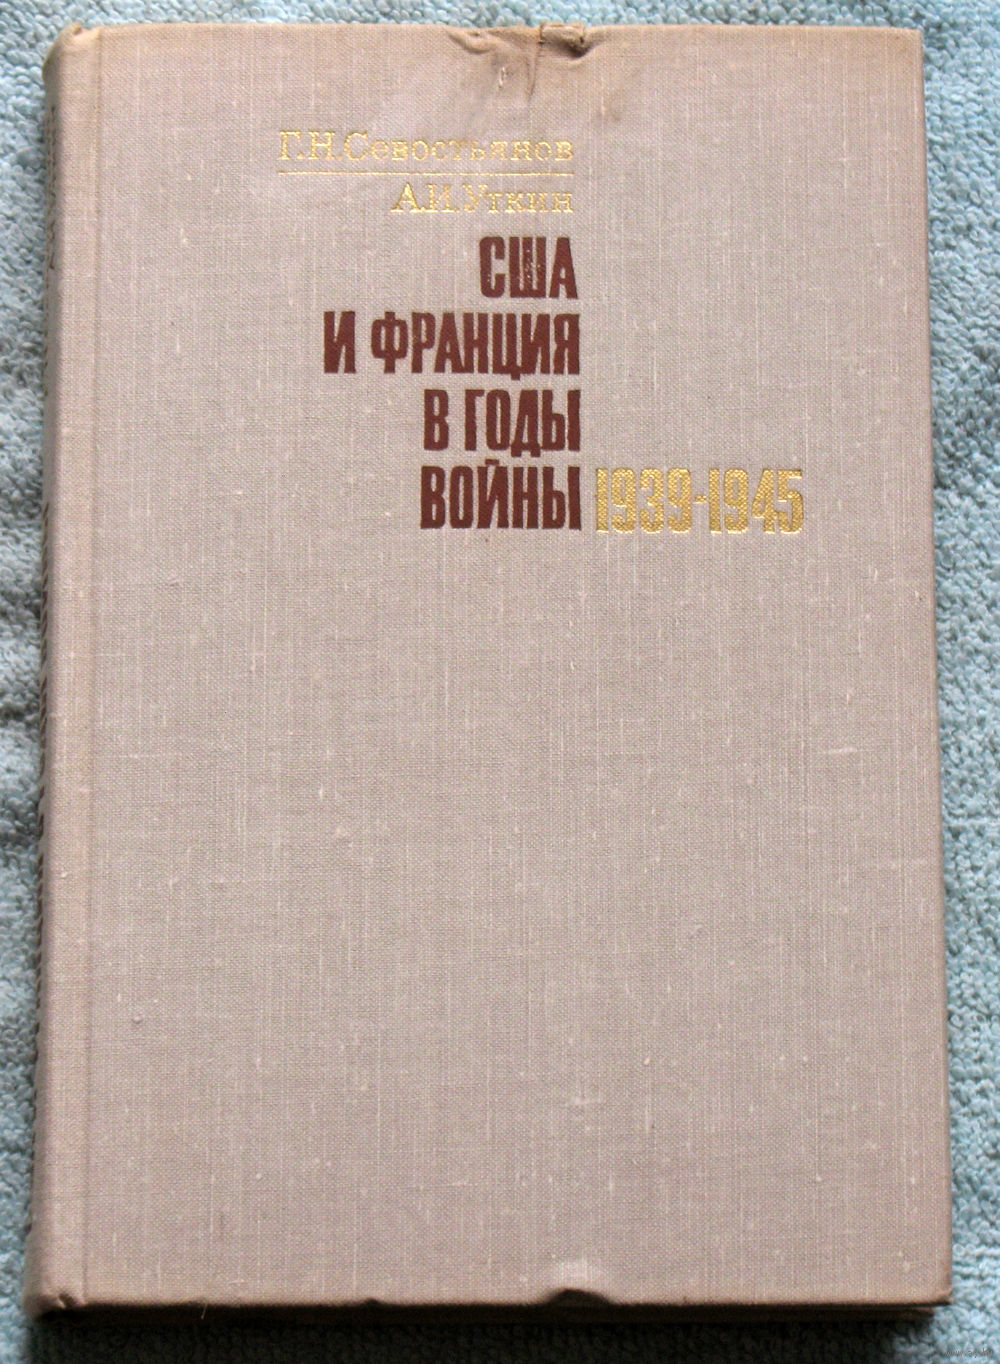 Г.Н.Севостьянов
А.И.Уткин
США
И ФРАНЦИЯ
В ГОДЫ
ВОЙНЫ 1939-1945